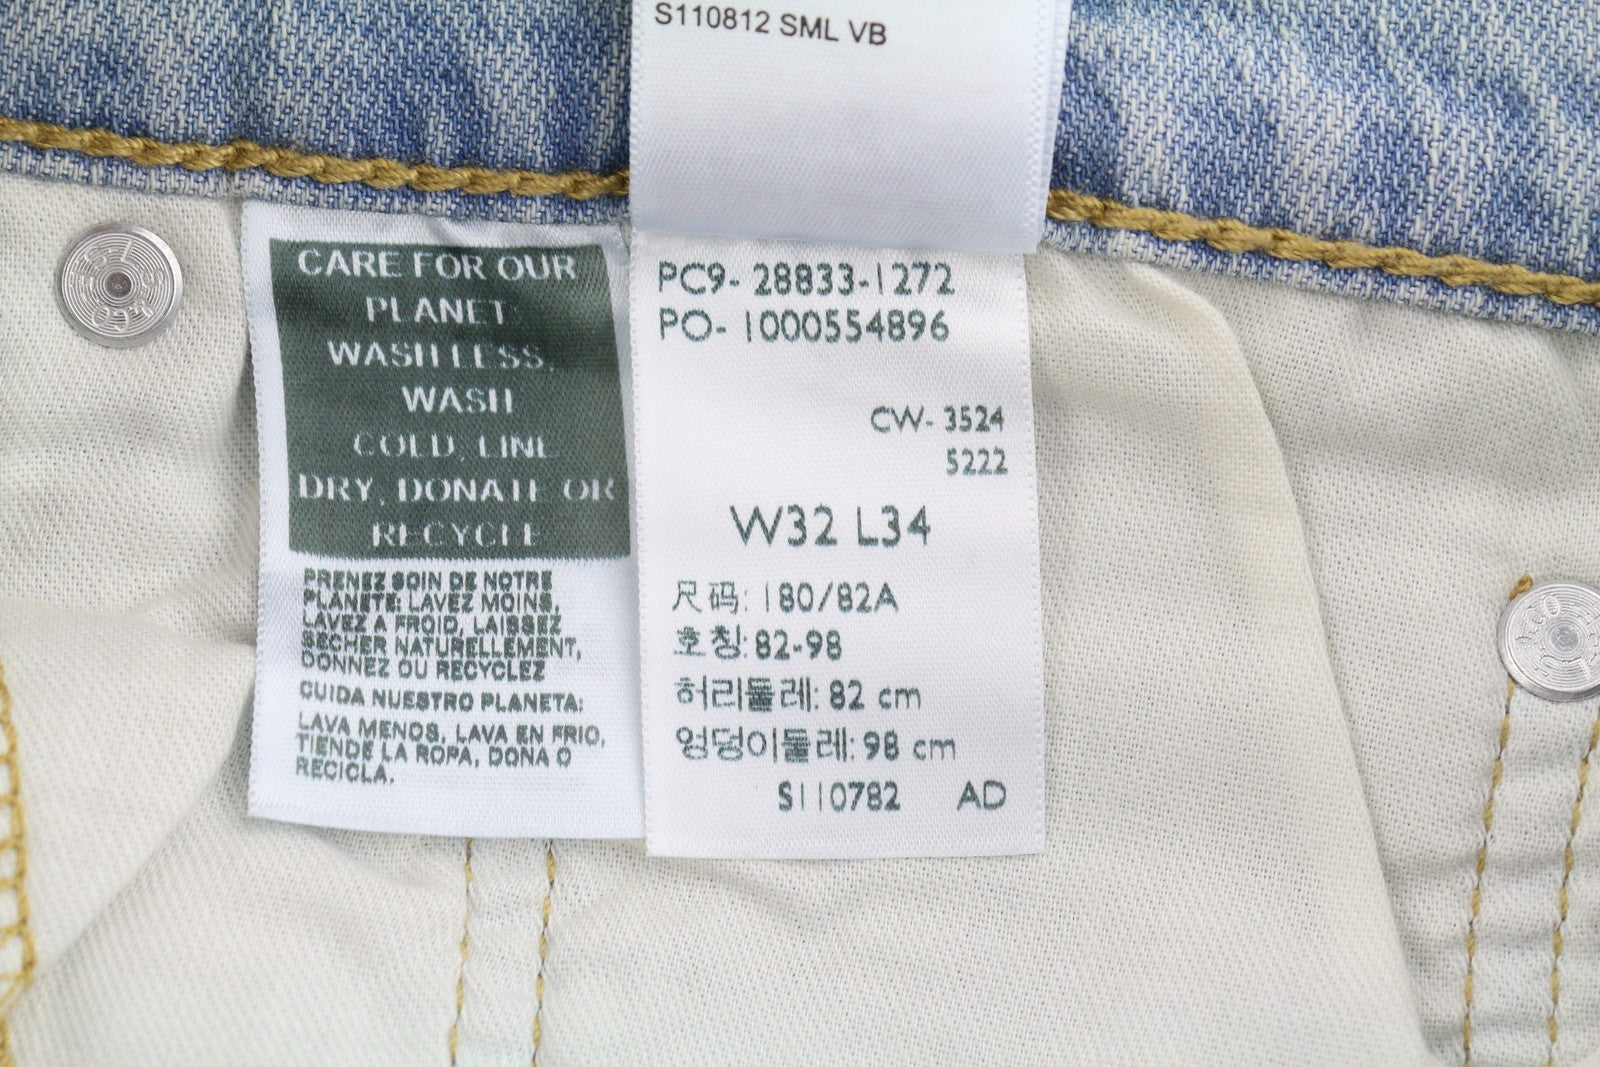 S110812 SML VB
CARE FOR OUR
PLANET:
WASH LESS,
WASH
COLD, LINE
DRY, DONATE OR
RECYCLE
PRENEZ SOIN DE NOTRE
PLANÈTE: LAVEZ MOINS,
LAVEZ A FROID, LAISSEZ
SÉCHER NATURELLEMENT,
DONNEZ OU RECYCLEZ
CUIDA NUESTRO PLANETA:
LAVA MENOS, LAVA EN FRIO,
TIENDE LA ROPA, DONA O
RECICLA.
PC9- 28833-1272
PO- 1000554896
CW- 3524
5222
W32 L34
尺码: 180/82A
호칭: 82-98
허리둘레: 82 cm
엉덩이둘레: 98 cm
S110782 AD